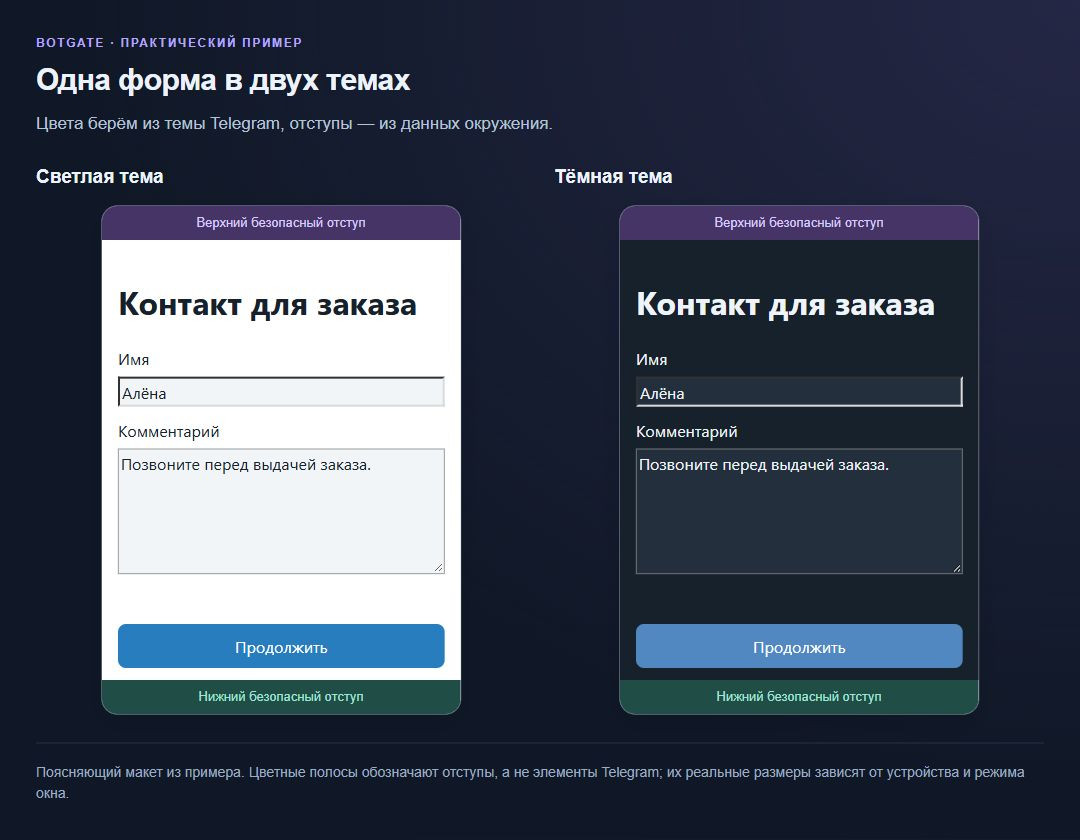 BOTGATE · ПРАКТИЧЕСКИЙ ПРИМЕР
Одна форма в двух темах
Цвета берём из темы Telegram, отступы — из данных окружения.
Светлая тема
Верхний безопасный отступ
Контакт для заказа
Имя
Алёна
Комментарий
Позвоните перед выдачей заказа.
Продолжить
Нижний безопасный отступ
Тёмная тема
Верхний безопасный отступ
Контакт для заказа
Имя
Алёна
Комментарий
Позвоните перед выдачей заказа.
Продолжить
Нижний безопасный отступ
Поясняющий макет из примера. Цветные полосы обозначают отступы, а не элементы Telegram; их реальные размеры зависят от устройства и режима
окна.